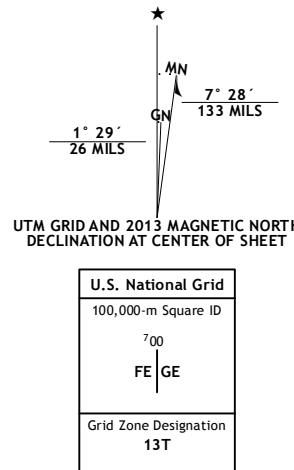 ★
MN
GN
7° 28´
133 MILS
1° 29´
26 MILS
UTM GRID AND 2013 MAGNETIC NORTH
DECLINATION AT CENTER OF SHEET
U.S. National Grid
100,000-m Square ID
⁷00
FE GE
Grid Zone Designation
13T